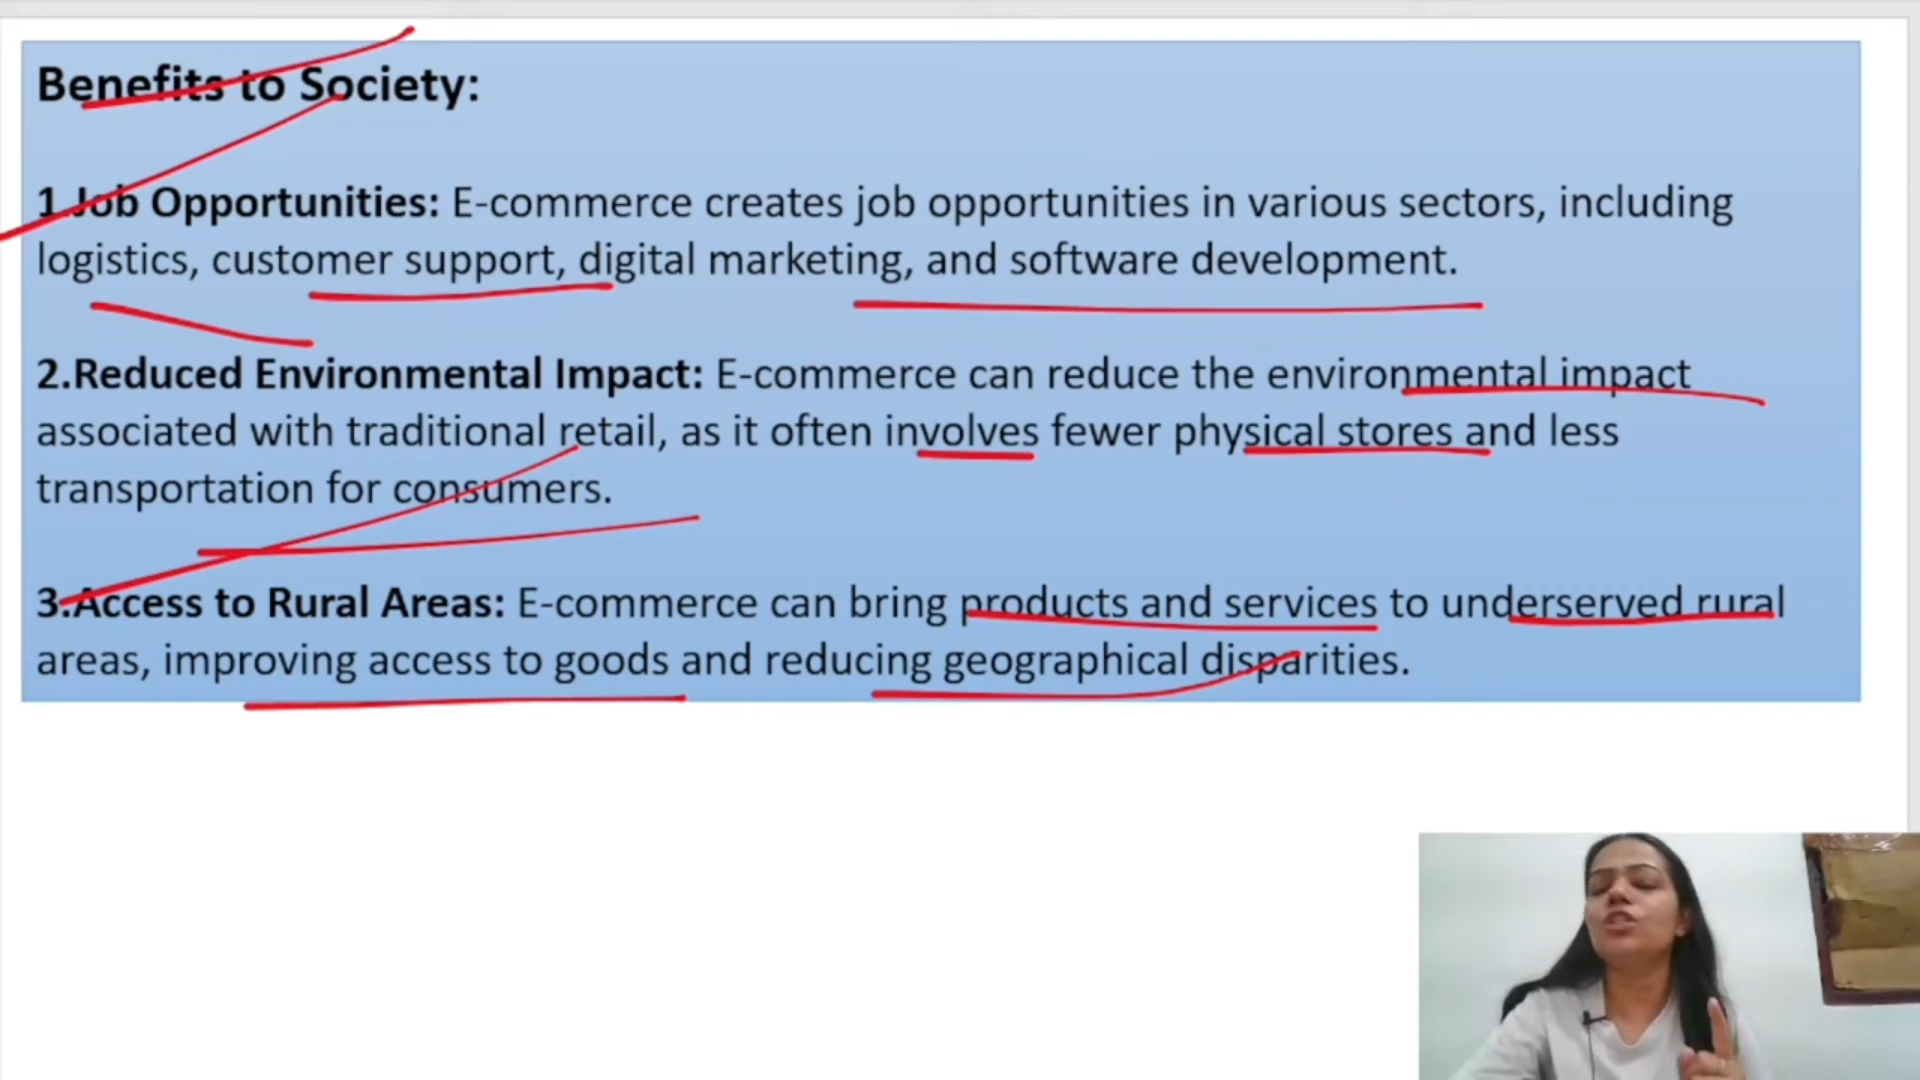 Benefits to Society:
1.Job Opportunities: E-commerce creates job opportunities in various sectors, including
logistics, customer support, digital marketing, and software development.
2.Reduced Environmental Impact: E-commerce can reduce the environmental impact
associated with traditional retail, as it often involves fewer physical stores and less
transportation for consumers.
3.Access to Rural Areas: E-commerce can bring products and services to underserved rural
areas, improving access to goods and reducing geographical disparities.